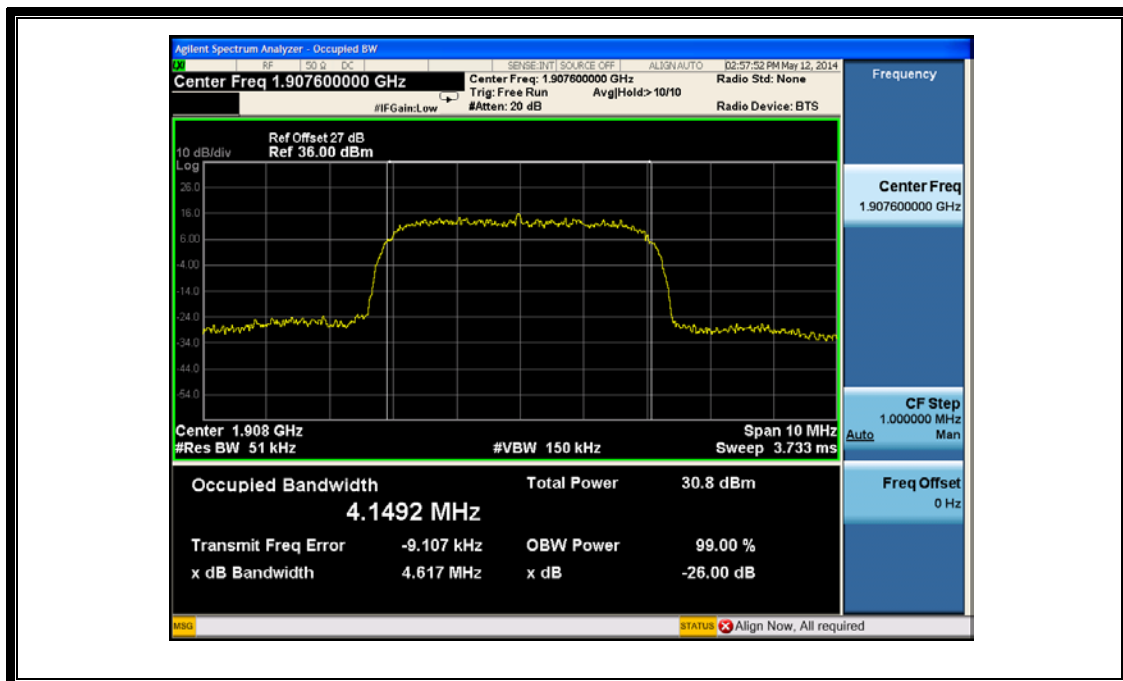 Agilent Spectrum Analyzer - Occupied BW
RF 50 Ω DC SENSE:INT SOURCE OFF ALIGNAUTO 02:57:52 PM May 12, 2014
Center Freq 1.907600000 GHz
Center Freq: 1.907600000 GHz Radio Std: None
Trig: Free Run Avg|Hold:> 10/10
#IFGain:Low #Atten: 20 dB Radio Device: BTS
Ref Offset 27 dB
10 dB/div Ref 36.00 dBm
Log
26.0
16.0
6.00
-4.00
-14.0
-24.0
-34.0
-44.0
-54.0
Center 1.908 GHz Span 10 MHz
#Res BW 51 kHz #VBW 150 kHz Sweep 3.733 ms
Occupied Bandwidth Total Power 30.8 dBm
4.1492 MHz
Transmit Freq Error -9.107 kHz OBW Power 99.00 %
x dB Bandwidth 4.617 MHz x dB -26.00 dB
Frequency
Center Freq
1.907600000 GHz
CF Step
1.000000 MHz
Auto Man
Freq Offset
0 Hz
MSG STATUS Align Now, All required